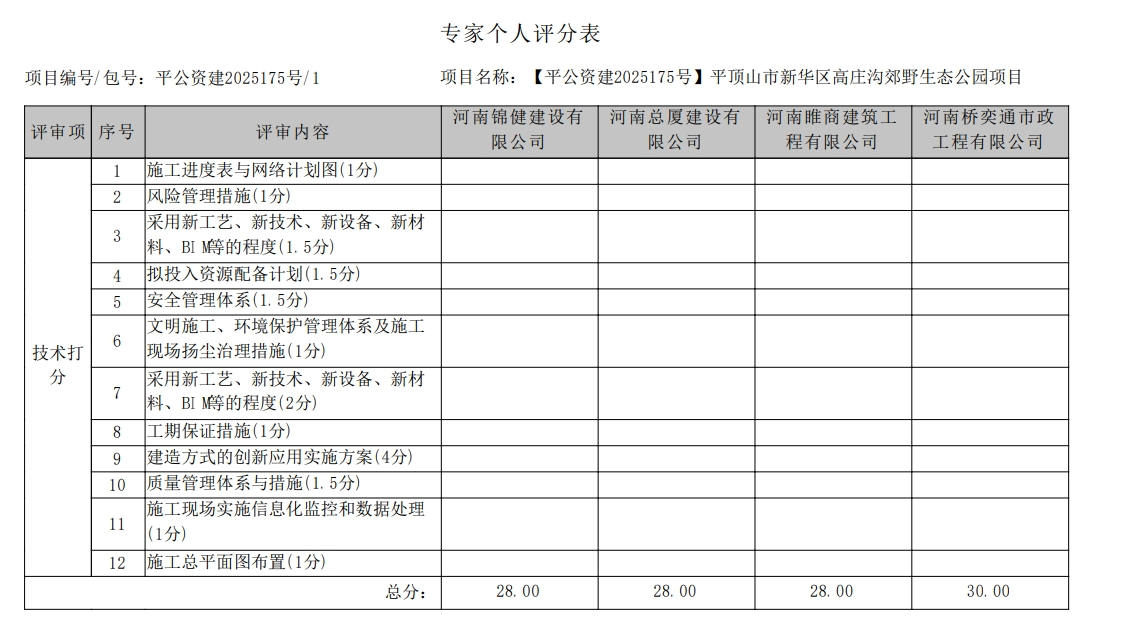 专家个人评分表
项目编号/包号：平公资建2025175号/1
项目名称：【平公资建2025175号】平顶山市新华区高庄沟郊野生态公园项目
评审项 序号 评审内容 河南锦健建设有限公司 河南总厦建设有限公司 河南睢商建筑工程有限公司 河南桥奕通市政工程有限公司
技术打分
1 施工进度表与网络计划图(1分)
2 风险管理措施(1分)
3 采用新工艺、新技术、新设备、新材
料、BIM等的程度(1.5分)
4 拟投入资源配备计划(1.5分)
5 安全管理体系(1.5分)
6 文明施工、环境保护管理体系及施工
现场扬尘治理措施(1分)
7 采用新工艺、新技术、新设备、新材
料、BIM等的程度(2分)
8 工期保证措施(1分)
9 建造方式的创新应用实施方案(4分)
10 质量管理体系与措施(1.5分)
11 施工现场实施信息化监控和数据处理
(1分)
12 施工总平面图布置(1分)
总分： 28.00 28.00 28.00 30.00